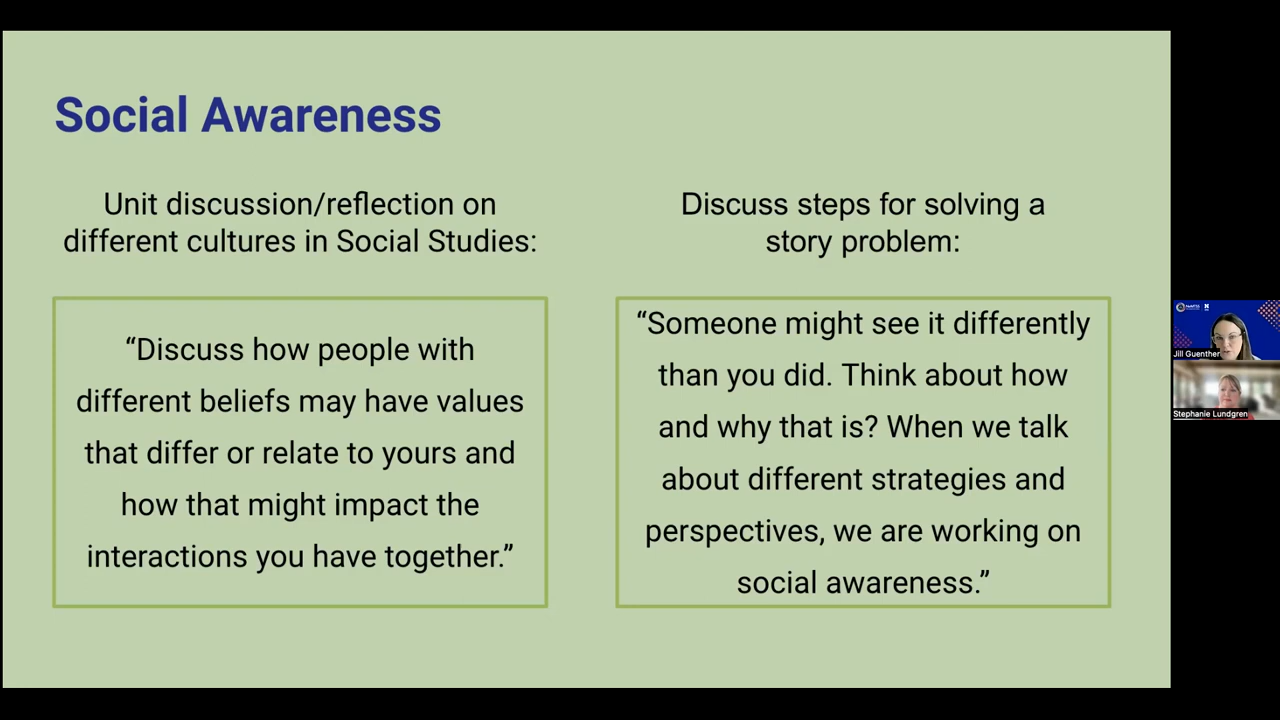 Social Awareness
Unit discussion/reflection on
different cultures in Social Studies:
“Discuss how people with
different beliefs may have values
that differ or relate to yours and
how that might impact the
interactions you have together.”
Discuss steps for solving a
story problem:
“Someone might see it differently
than you did. Think about how
and why that is? When we talk
about different strategies and
perspectives, we are working on
social awareness.”
Jill Guenther
Stephanie Lundgren